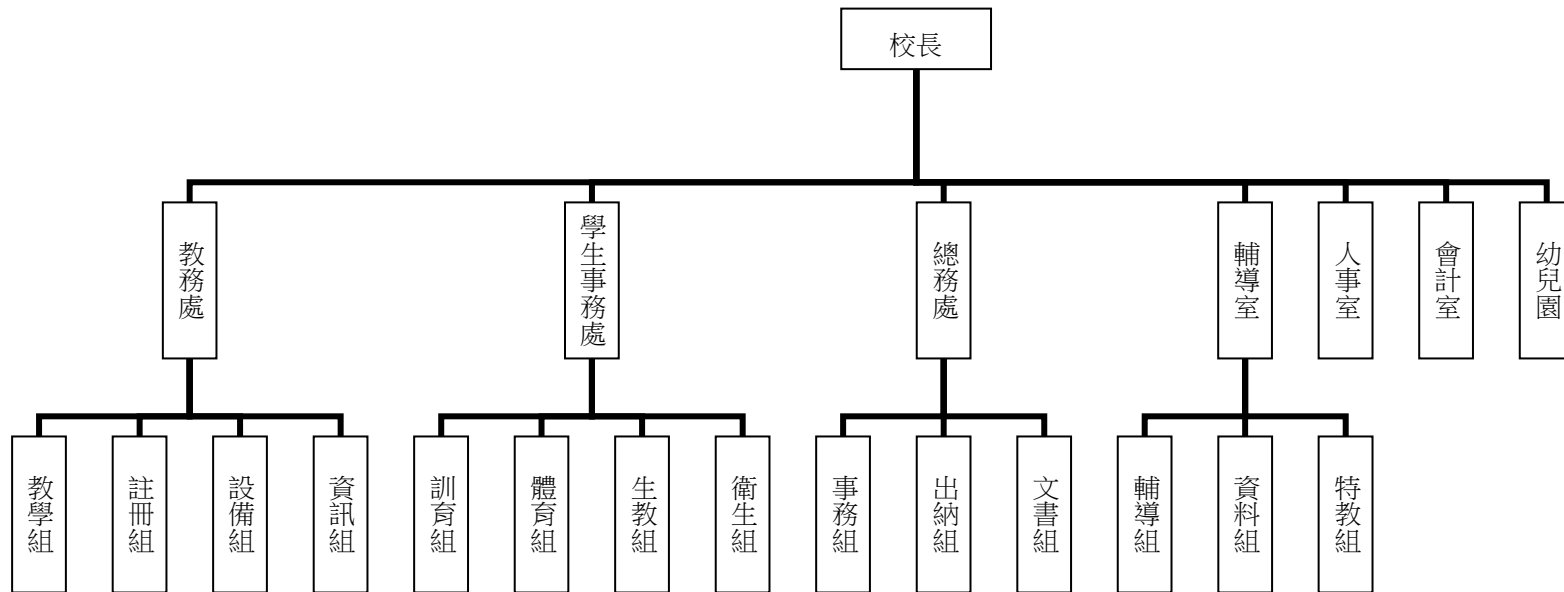 校長
教務處
學生事務處
總務處
輔導室
人事室
會計室
幼兒園
教學組
註冊組
設備組
資訊組
訓育組
體育組
生教組
衛生組
事務組
出納組
文書組
輔導組
資料組
特教組